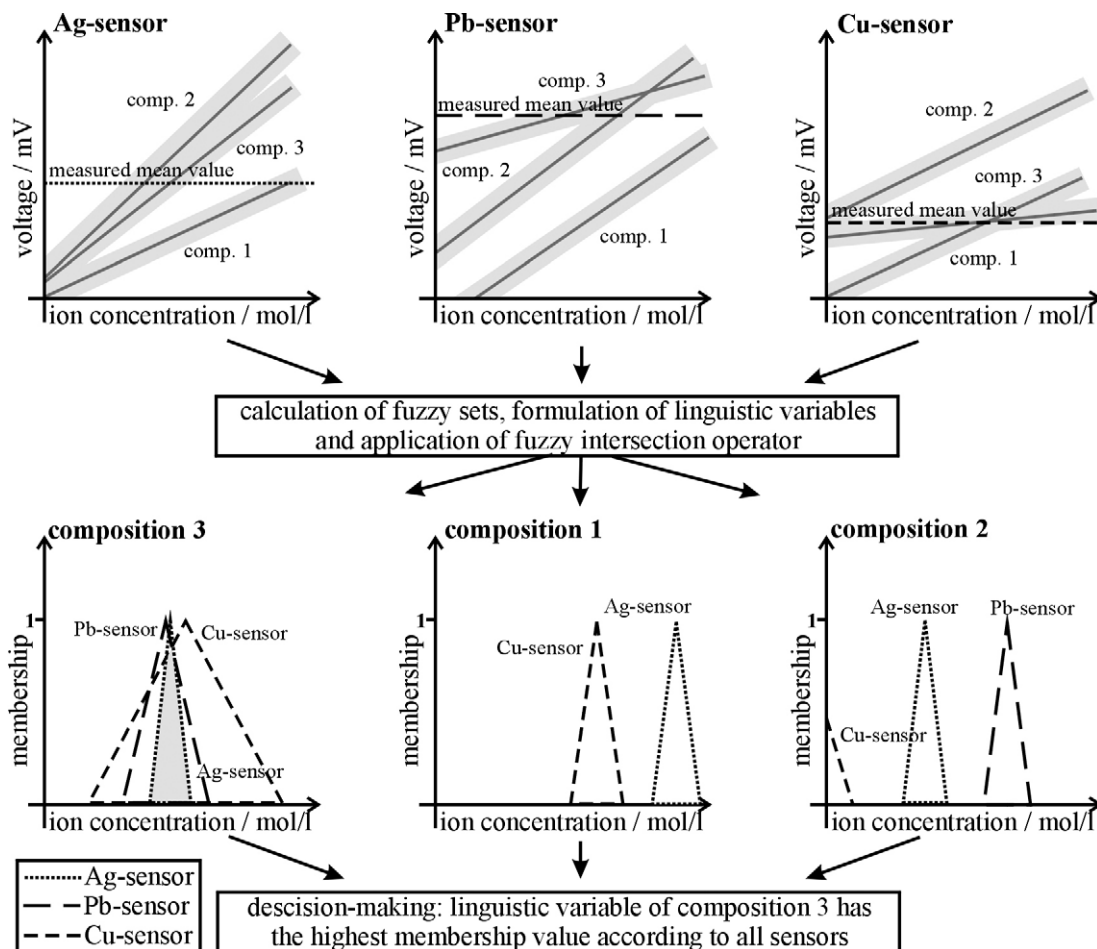 Ag-sensor
voltage / mV
comp. 2
comp. 3
measured mean value
comp. 1
ion concentration / mol/l
Pb-sensor
voltage / mV
comp. 3
measured mean value
comp. 2
comp. 1
ion concentration / mol/l
Cu-sensor
voltage / mV
comp. 2
comp. 3
measured mean value
comp. 1
ion concentration / mol/l
calculation of fuzzy sets, formulation of linguistic variables
and application of fuzzy intersection operator
composition 3
membership
1
Pb-sensor
Cu-sensor
Ag-sensor
ion concentration / mol/l
composition 1
membership
1
Ag-sensor
Cu-sensor
ion concentration / mol/l
composition 2
membership
1
Ag-sensor
Pb-sensor
Cu-sensor
ion concentration / mol/l
Ag-sensor
Pb-sensor
Cu-sensor
descision-making: linguistic variable of composition 3 has
the highest membership value according to all sensors